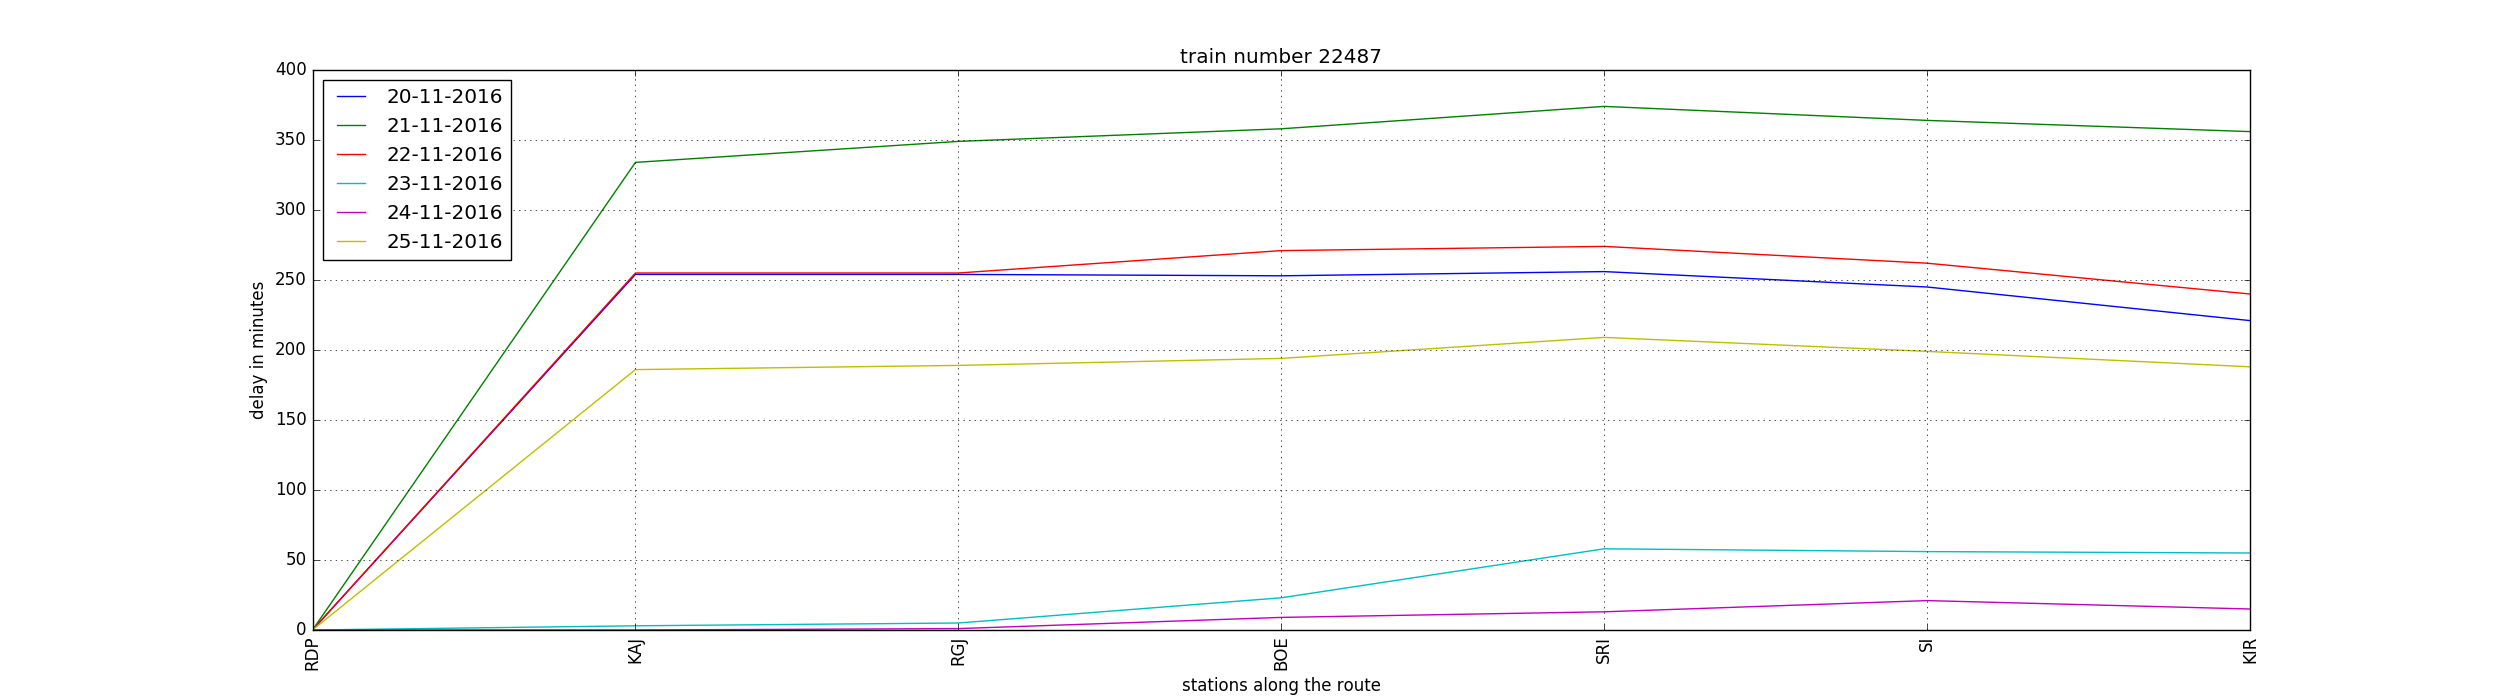 train number 22487
400
350
300
250
200
150
100
50
0
delay in minutes
20-11-2016
21-11-2016
22-11-2016
23-11-2016
24-11-2016
25-11-2016
RDP
KAJ
RGJ
BOE
SRI
SI
KIR
stations along the route